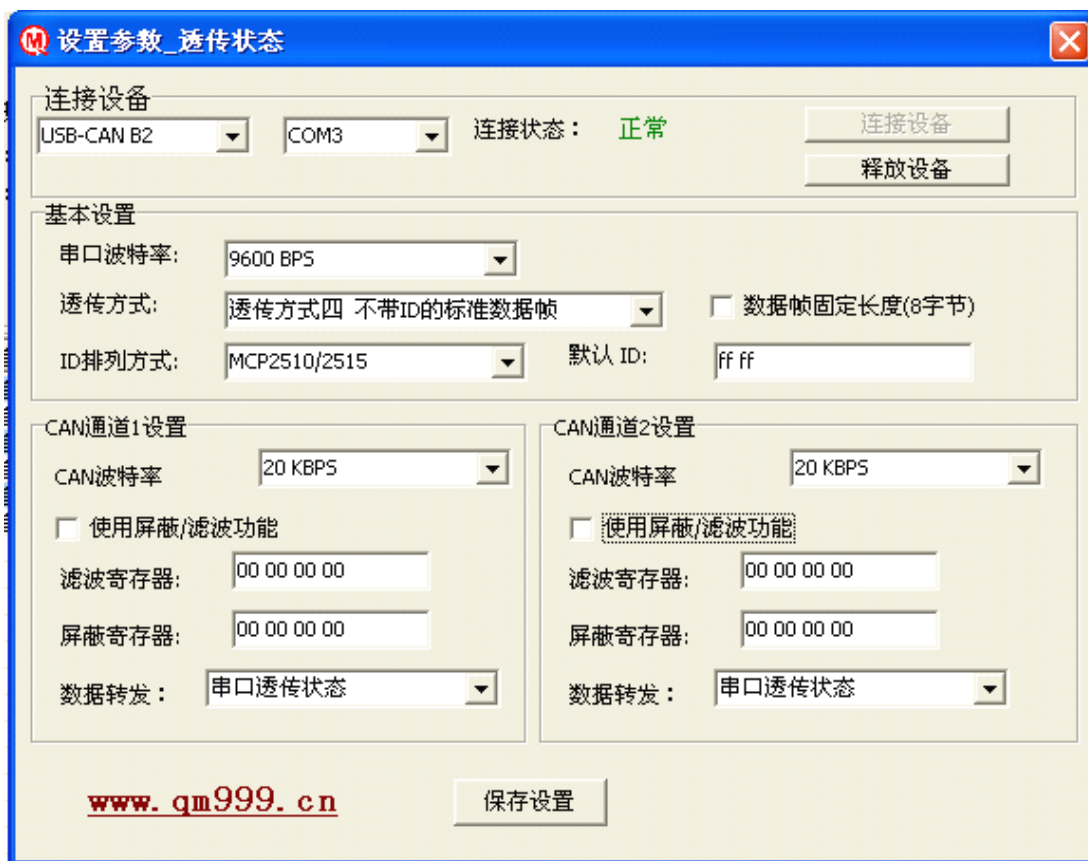 设置参数_透传状态
连接设备
USB-CAN B2 COM3 连接状态： 正常 连接设备
释放设备
基本设置
串口波特率: 9600 BPS
透传方式: 透传方式四 不带ID的标准数据帧 数据帧固定长度(8字节)
ID排列方式: MCP2510/2515 默认 ID: ff ff
CAN通道1设置
CAN波特率 20 KBPS
使用屏蔽/滤波功能
滤波寄存器: 00 00 00 00
屏蔽寄存器: 00 00 00 00
数据转发： 串口透传状态
CAN通道2设置
CAN波特率 20 KBPS
使用屏蔽/滤波功能
滤波寄存器: 00 00 00 00
屏蔽寄存器: 00 00 00 00
数据转发： 串口透传状态
www.qm999.cn 保存设置